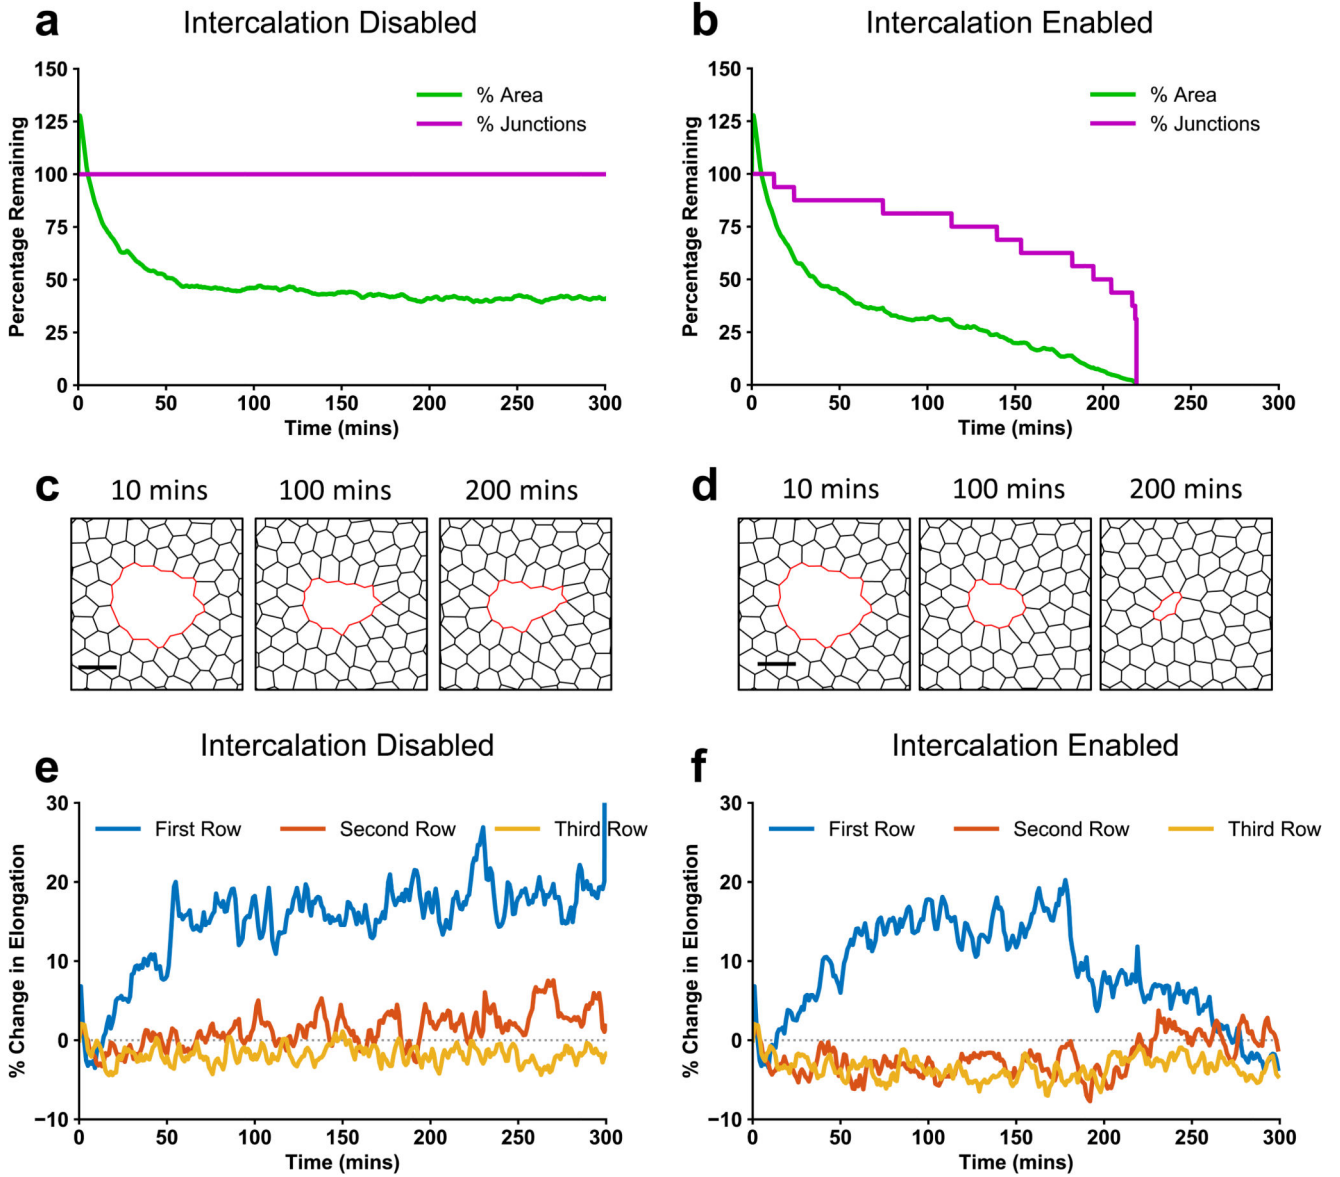 a Intercalation Disabled
150
125
100
75
50
25
0
Percentage Remaining
% Area
% Junctions
0 50 100 150 200 250 300
Time (mins)
b Intercalation Enabled
150
125
100
75
50
25
0
Percentage Remaining
% Area
% Junctions
0 50 100 150 200 250 300
Time (mins)
c 10 mins 100 mins 200 mins
d 10 mins 100 mins 200 mins
e Intercalation Disabled
30
20
10
0
−10
% Change in Elongation
First Row Second Row Third Row
0 50 100 150 200 250 300
Time (mins)
f Intercalation Enabled
30
20
10
0
−10
% Change in Elongation
First Row Second Row Third Row
0 50 100 150 200 250 300
Time (mins)